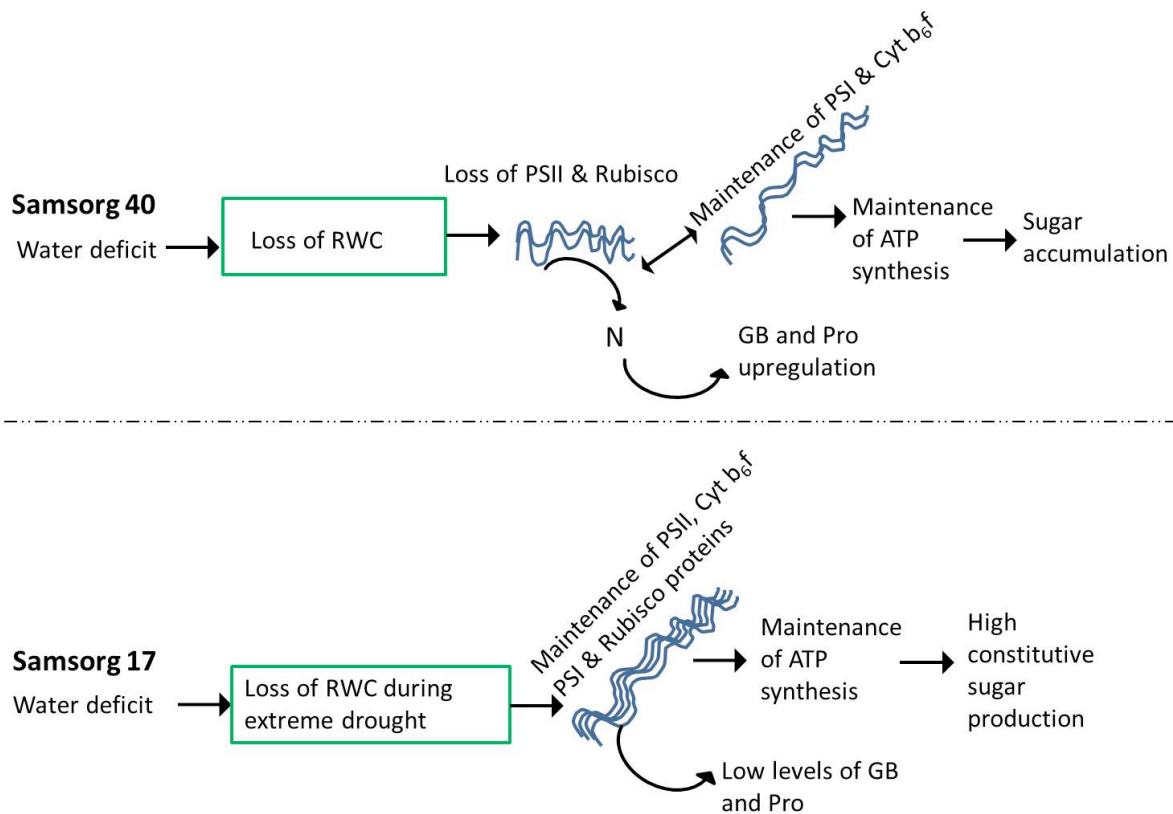 Samsorg 40
Water deficit
Loss of RWC
Loss of PSII & Rubisco
Maintenance of PSI & Cyt b₆f
N
GB and Pro
upregulation
Maintenance
of ATP
synthesis
Sugar
accumulation
Samsorg 17
Water deficit
Loss of RWC during
extreme drought
Maintenance of PSII, Cyt b₆f
PSI & Rubisco proteins
Low levels of GB
and Pro
Maintenance
of ATP
synthesis
High
constitutive
sugar
production